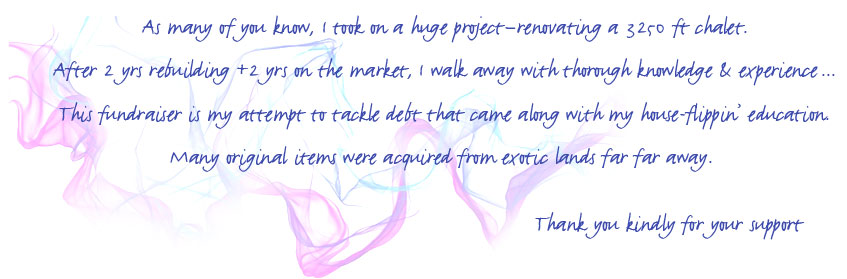 As many of you know, I took on a huge project–renovating a 3250 ft chalet.
After 2 yrs rebuilding +2 yrs on the market, I walk away with thorough knowledge & experience ...
This fundraiser is my attempt to tackle debt that came along with my house-flippin' education.
Many original items were acquired from exotic lands far far away.
Thank you kindly for your support